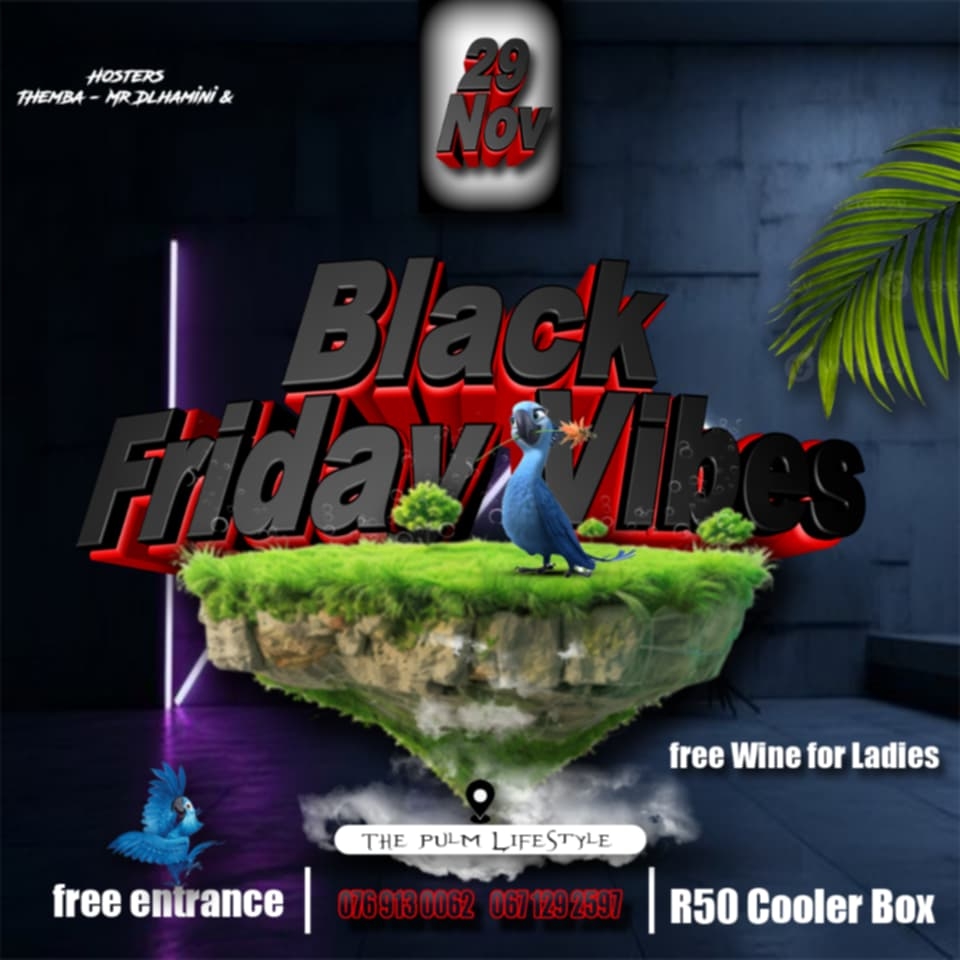 HOSTERS
THEMBA - MR DLHAMINI &
29
Nov
Black
Friday Vibes
free Wine for Ladies
THE PULM LIFESTYLE
free entrance
076 913 0062 067 129 2597
R50 Cooler Box